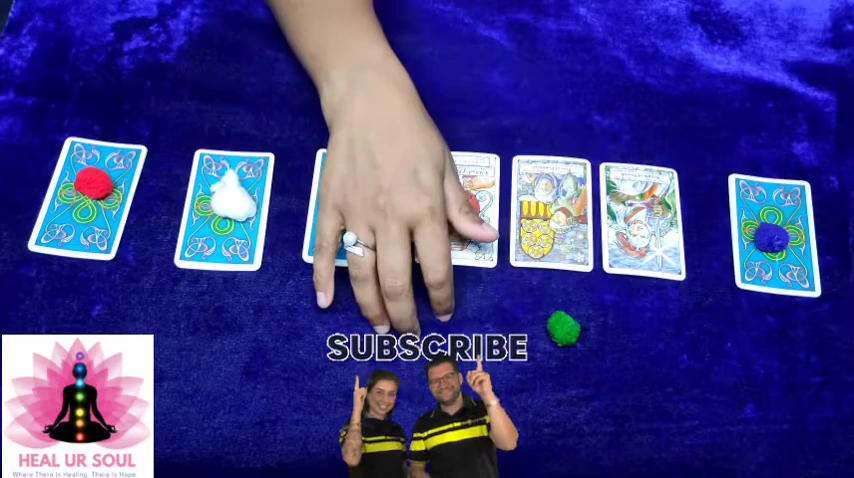 SUBSCRIBE
HEAL UR SOUL
Where There is Healing, There is Hope